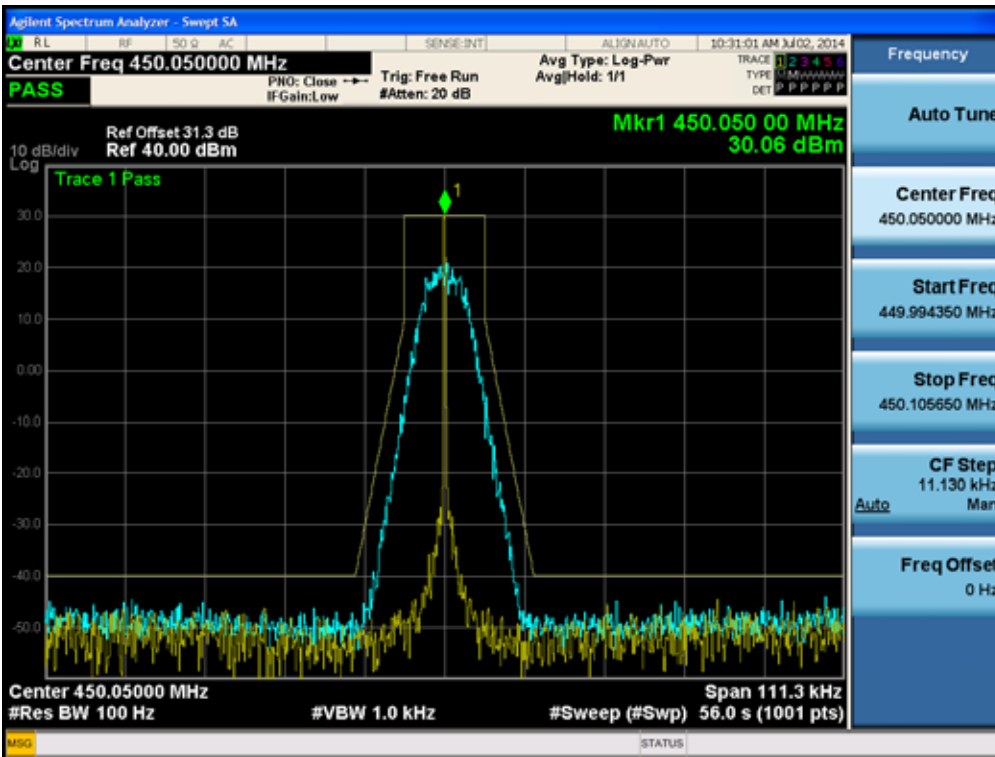 Agilent Spectrum Analyzer - Swept SA
RL RF 50 Ω AC SENSE:INT ALIGN AUTO 10:31:01 AM Jul 02, 2014
Center Freq 450.050000 MHz
PASS
PNO: Close
IFGain:Low
Trig: Free Run
#Atten: 20 dB
Avg Type: Log-Pwr
Avg|Hold: 1/1
TRACE 1 2 3 4 5 6
TYPE M M W W W W
DET P P P P P P
Frequency
Auto Tune
Mkr1 450.050 00 MHz
30.06 dBm
Ref Offset 31.3 dB
10 dB/div Ref 40.00 dBm
Log
Trace 1 Pass
1
30.0
20.0
10.0
0.00
-10.0
-20.0
-30.0
-40.0
-50.0
Center Freq
450.050000 MHz
Start Freq
449.994350 MHz
Stop Freq
450.105650 MHz
CF Step
11.130 kHz
Auto Man
Freq Offset
0 Hz
Center 450.05000 MHz Span 111.3 kHz
#Res BW 100 Hz #VBW 1.0 kHz #Sweep (#Swp) 56.0 s (1001 pts)
MSG STATUS